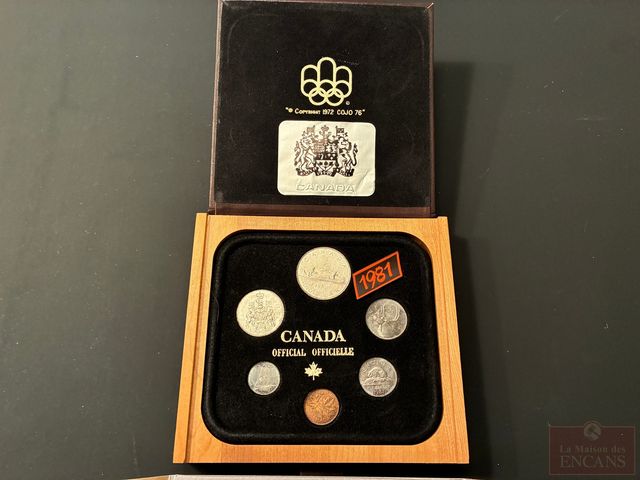 "© COPYRIGHT 1972 COJO 76"
CANADA
1981
CANADA
OFFICIAL OFFICIELLE
La Maison des
ENCANS